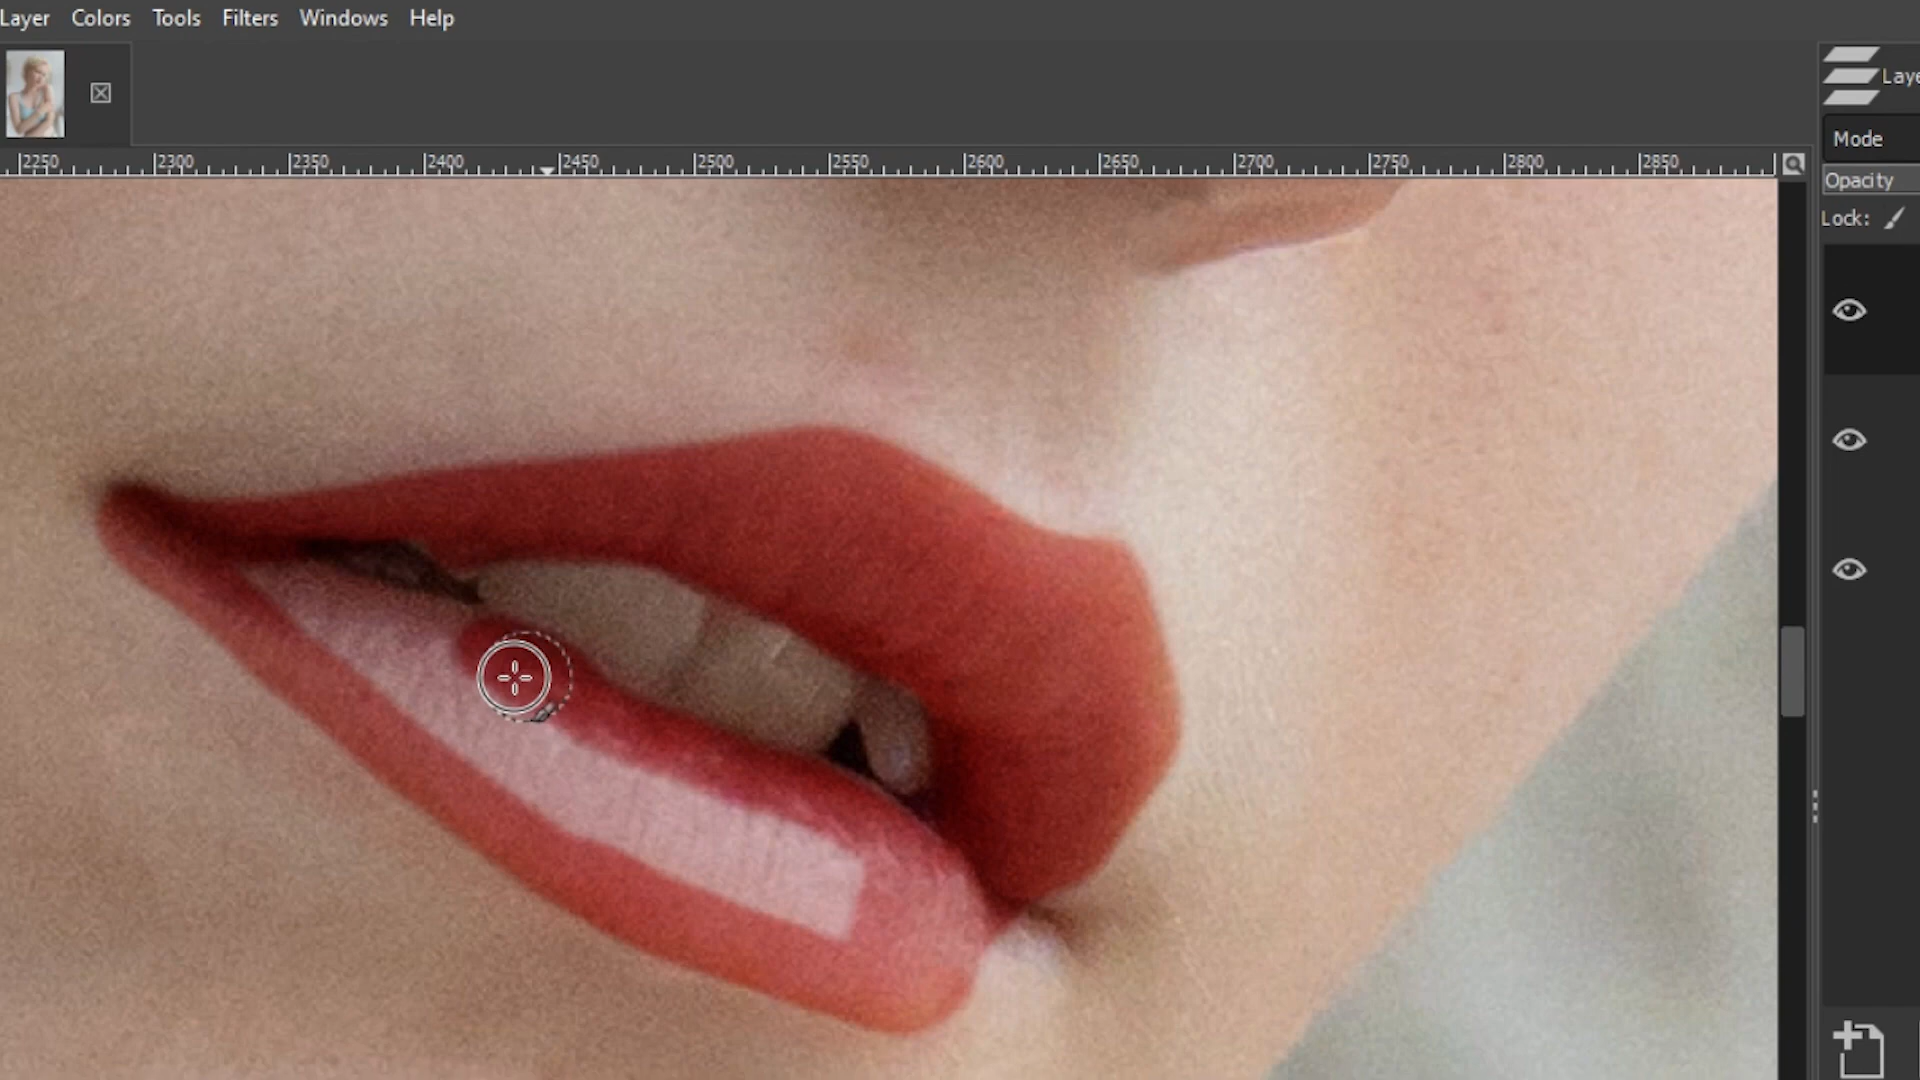 Layer Colors Tools Filters Windows Help
Laye
2250 2300 2350 2400 2450 2500 2550 2600 2650 2700 2750 2800 2850
Mode
Opacity
Lock: